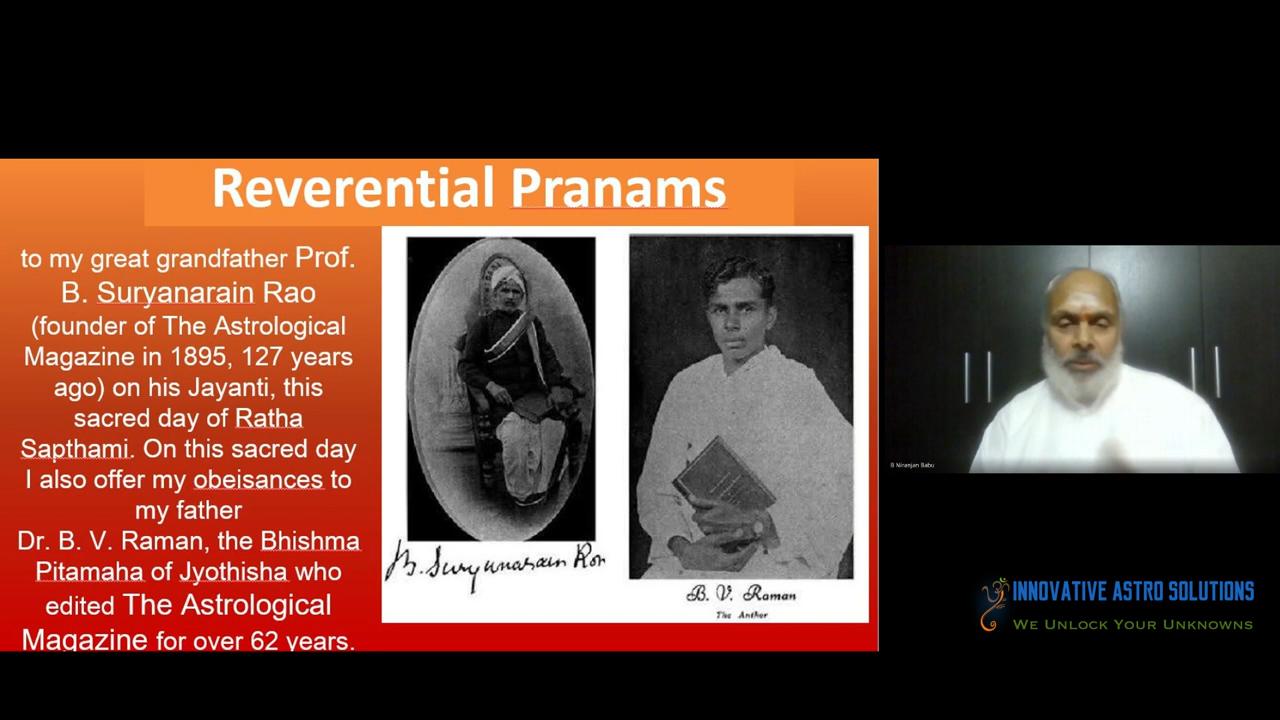 Reverential Pranams
to my great grandfather Prof.
B. Suryanarain Rao
(founder of The Astrological
Magazine in 1895, 127 years
ago) on his Jayanti, this
sacred day of Ratha
Sapthami. On this sacred day
I also offer my obeisances to
my father
Dr. B. V. Raman, the Bhishma
Pitamaha of Jyothisha who
edited The Astrological
Magazine for over 62 years.
B. Suryanarain Rao
B. V. Raman
The Author
B Niranjan Babu
INNOVATIVE ASTRO SOLUTIONS
WE UNLOCK YOUR UNKNOWNS